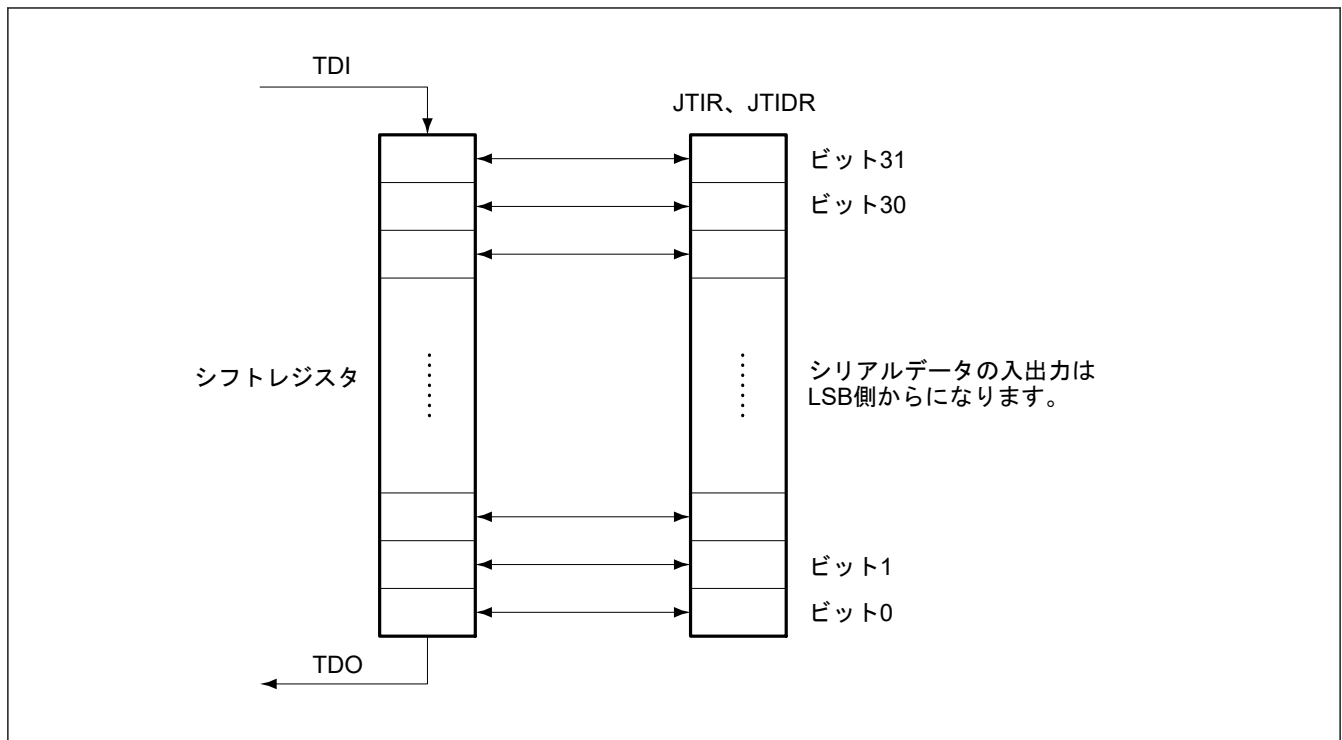 TDI
JTIR、JTIDR
ビット31
ビット30
シフトレジスタ
シリアルデータの入出力は
LSB側からになります。
ビット1
ビット0
TDO